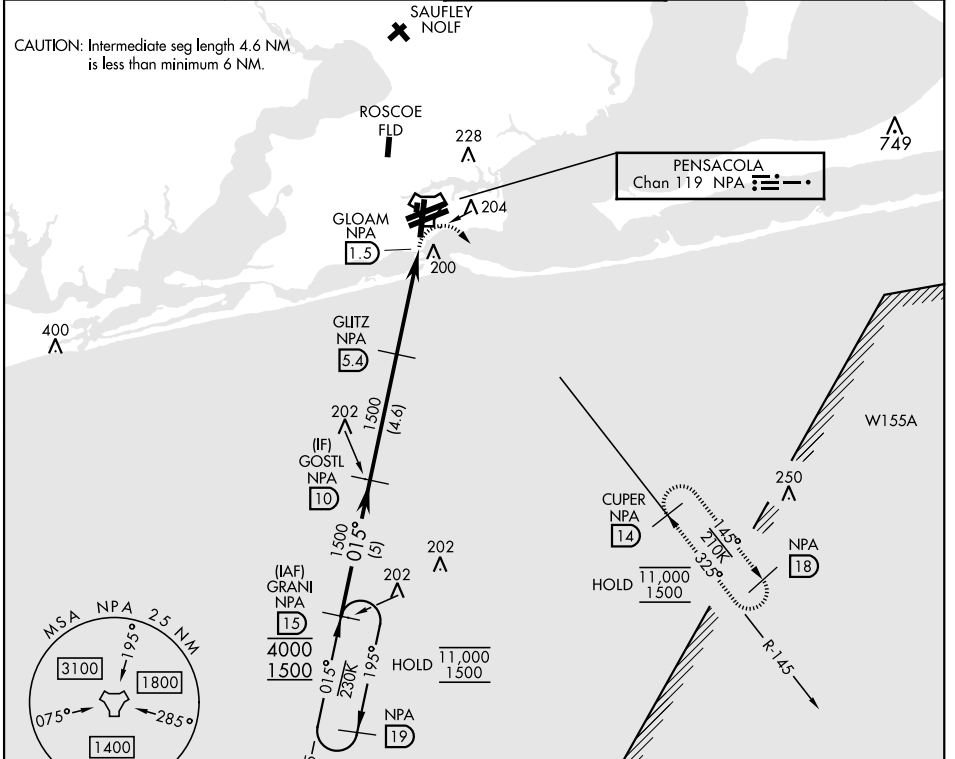 SAUFLEY
NOLF
CAUTION: Intermediate seg length 4.6 NM
is less than minimum 6 NM.
ROSCOE
FLD
228
749
PENSACOLA
Chan 119 NPA
204
GLOAM
NPA
1.5
200
400
GLITZ
NPA
5.4
1500
(4.6)
W155A
202
(IF)
GOSTL
NPA
10
250
CUPER
NPA
14
145°
210K
325°
NPA
18
HOLD 11,000
1500
1500
015°
(5)
202
(IAF)
GRANI
NPA
15
4000
1500
202
HOLD 11,000
1500
015°
230K
195°
R-145
NPA
19
MSA NPA 25 NM
195°
3100
1800
075°
285°
1400